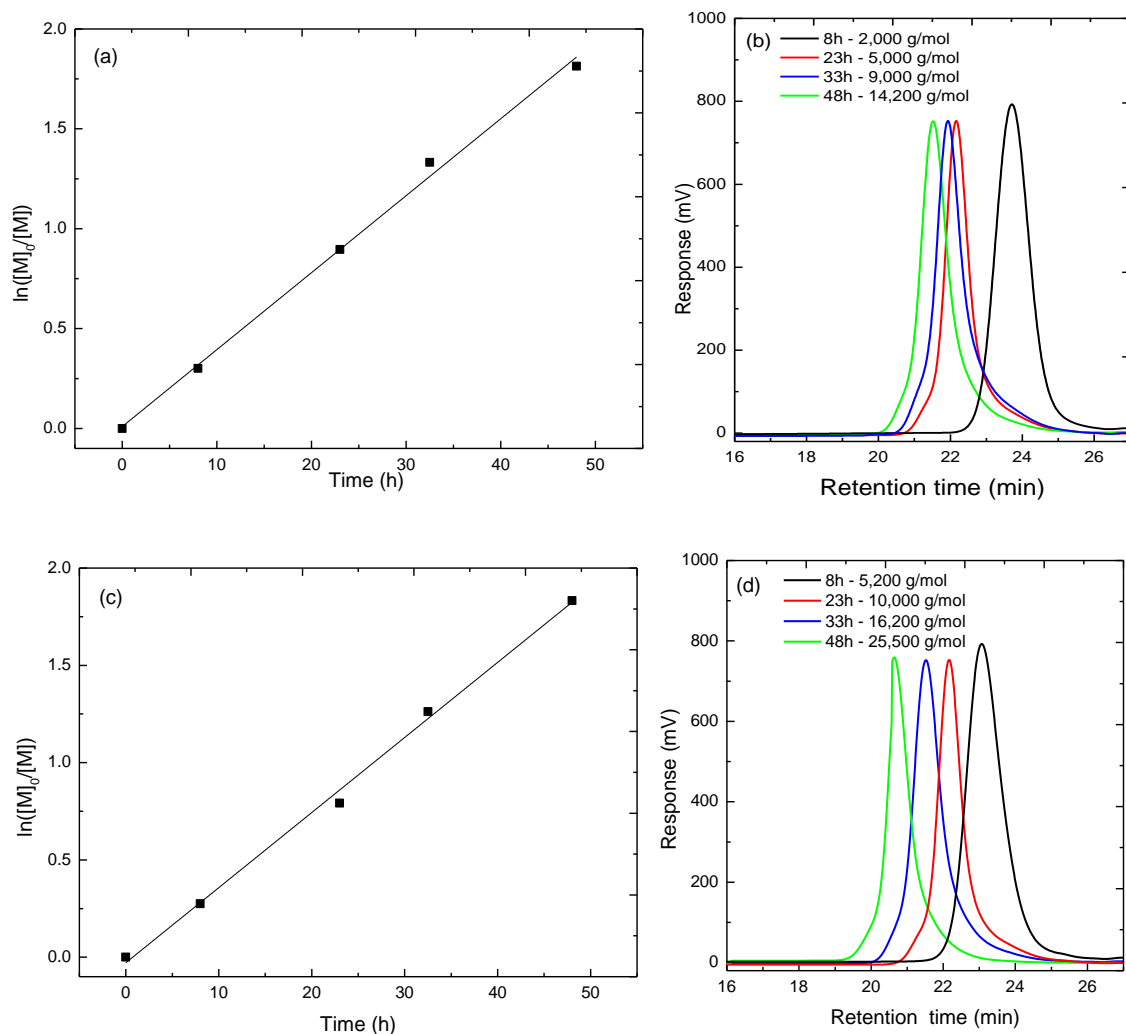 (a)
2.0
1.5
1.0
0.5
0.0
ln([M]₀/[M])
0 10 20 30 40 50
Time (h)
(b)
8h - 2,000 g/mol
23h - 5,000 g/mol
33h - 9,000 g/mol
48h - 14,200 g/mol
1000
800
600
400
200
0
Response (mV)
16 18 20 22 24 26
Retention time (min)
(c)
2.0
1.5
1.0
0.5
0.0
ln([M]₀/[M])
0 10 20 30 40 50
Time (h)
(d)
8h - 5,200 g/mol
23h - 10,000 g/mol
33h - 16,200 g/mol
48h - 25,500 g/mol
1000
800
600
400
200
0
Response (mV)
16 18 20 22 24 26
Retention time (min)